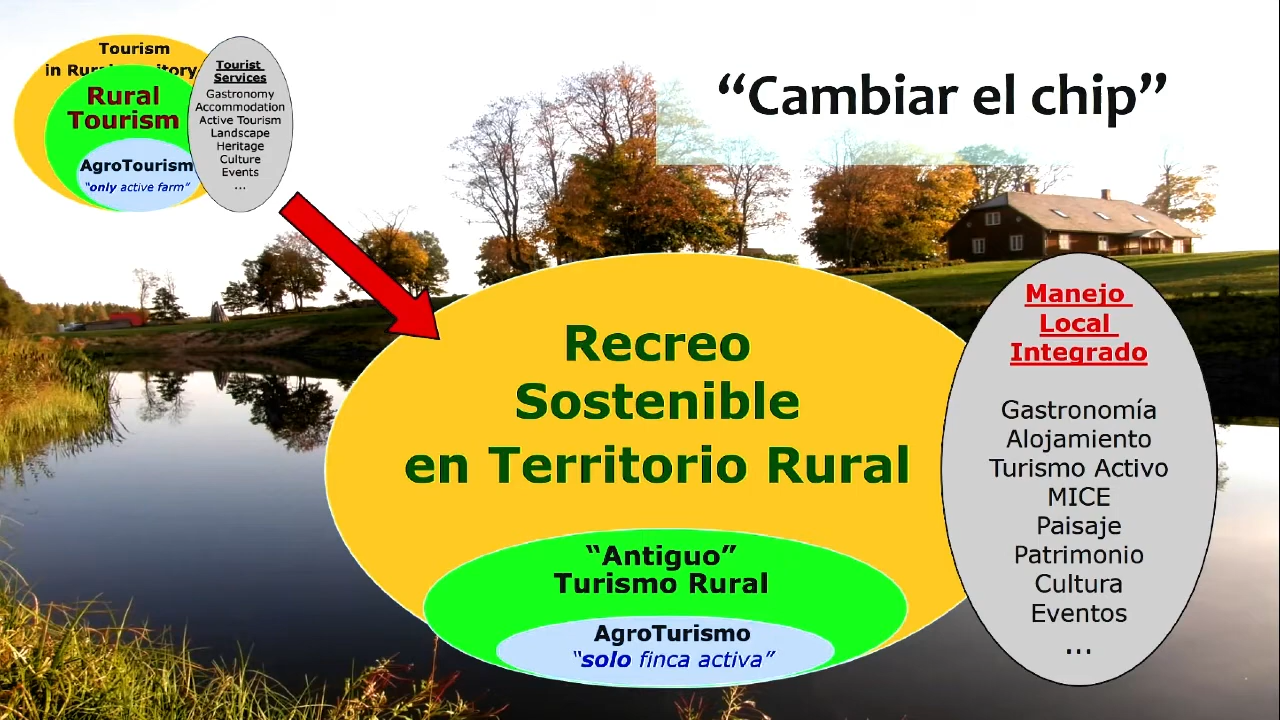 “Cambiar el chip”
Tourism
in Rural Territory
Rural
Tourism
AgroTourism
“only active farm”
Tourist
Services
Gastronomy
Accommodation
Active Tourism
Landscape
Heritage
Culture
Events
...
Recreo
Sostenible
en Territorio Rural
“Antiguo”
Turismo Rural
AgroTurismo
“solo finca activa”
Manejo
Local
Integrado
Gastronomía
Alojamiento
Turismo Activo
MICE
Paisaje
Patrimonio
Cultura
Eventos
...